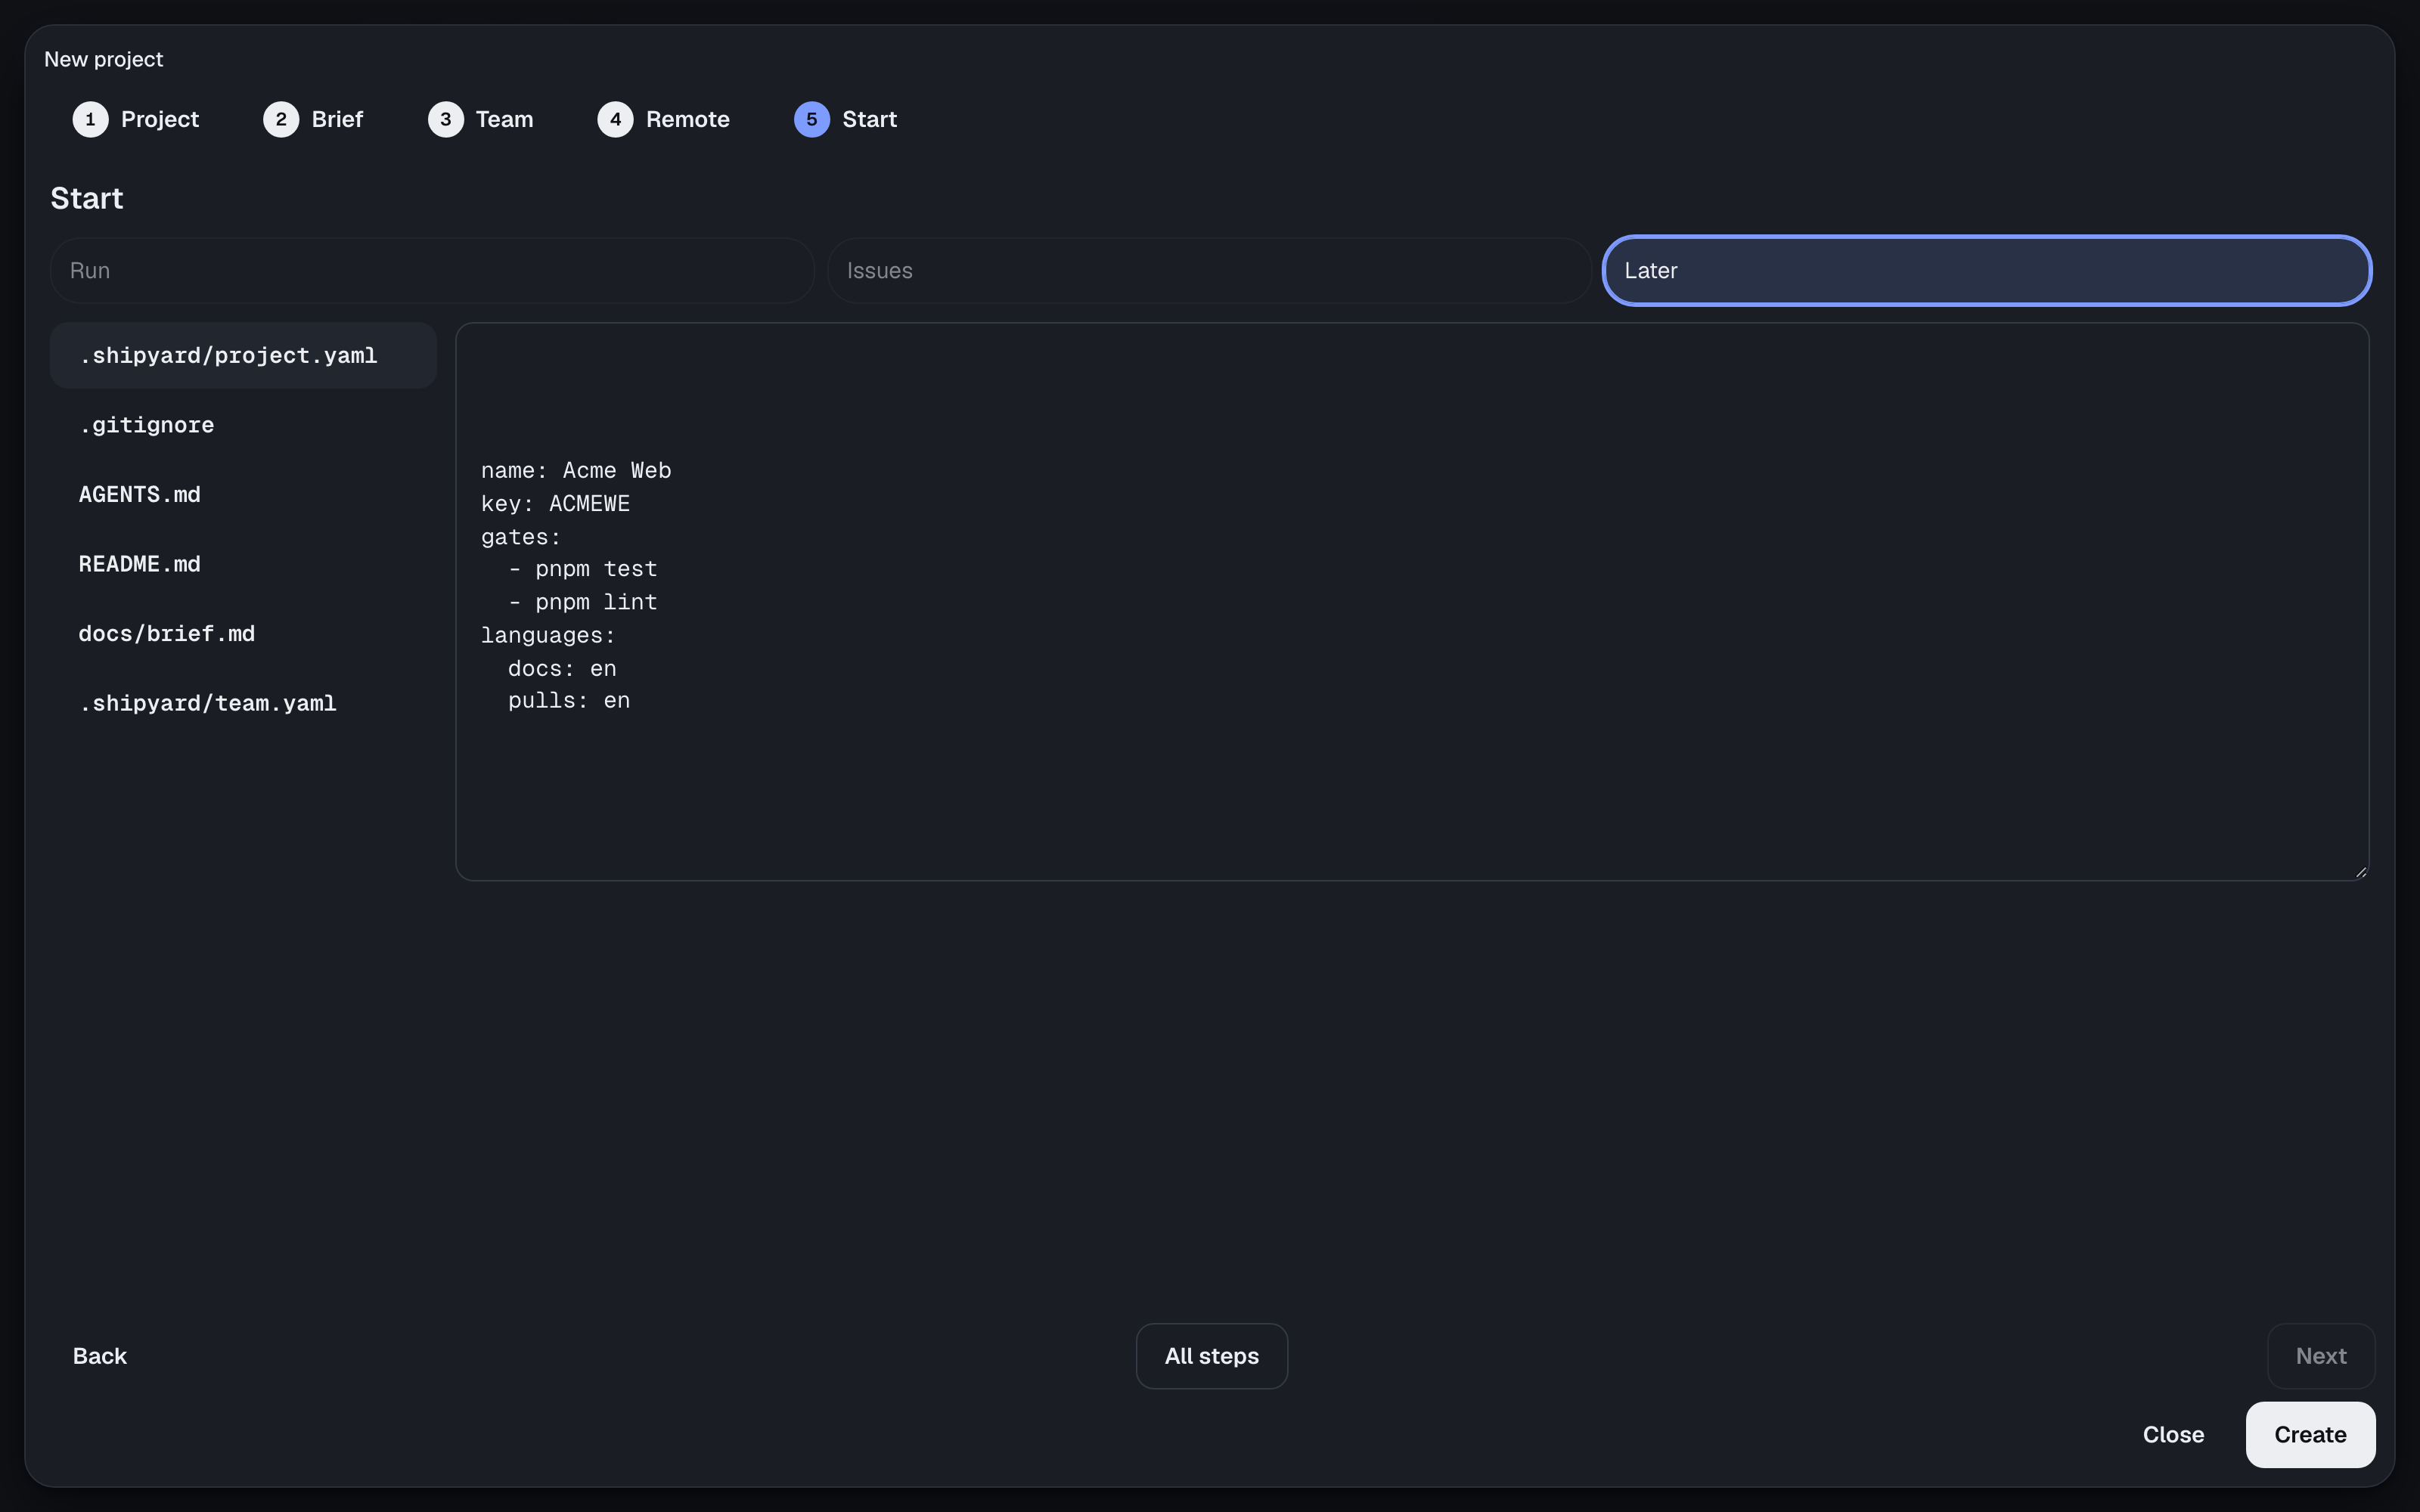 New project
1 Project 2 Brief 3 Team 4 Remote 5 Start
Start
Run Issues Later
.shipyard/project.yaml
.gitignore
AGENTS.md
README.md
docs/brief.md
.shipyard/team.yaml
name: Acme Web
key: ACMEWE
gates:
  - pnpm test
  - pnpm lint
languages:
  docs: en
  pulls: en
Back All steps Next
Close Create